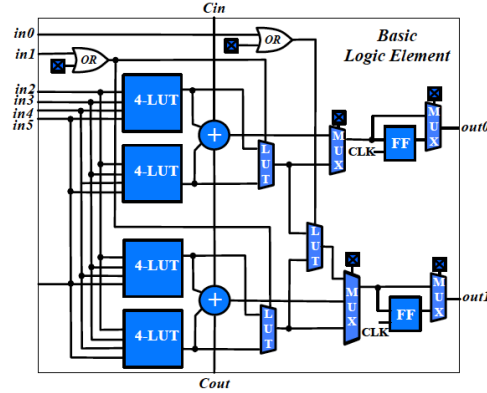 Cin
in0
OR
Basic
Logic Element
in1
OR
in2
in3
in4
in5
4-LUT
+
4-LUT
LUT
MUX
CLK
FF
MUX
out0
LUT
4-LUT
+
4-LUT
LUT
MUX
CLK
FF
MUX
out1
Cout